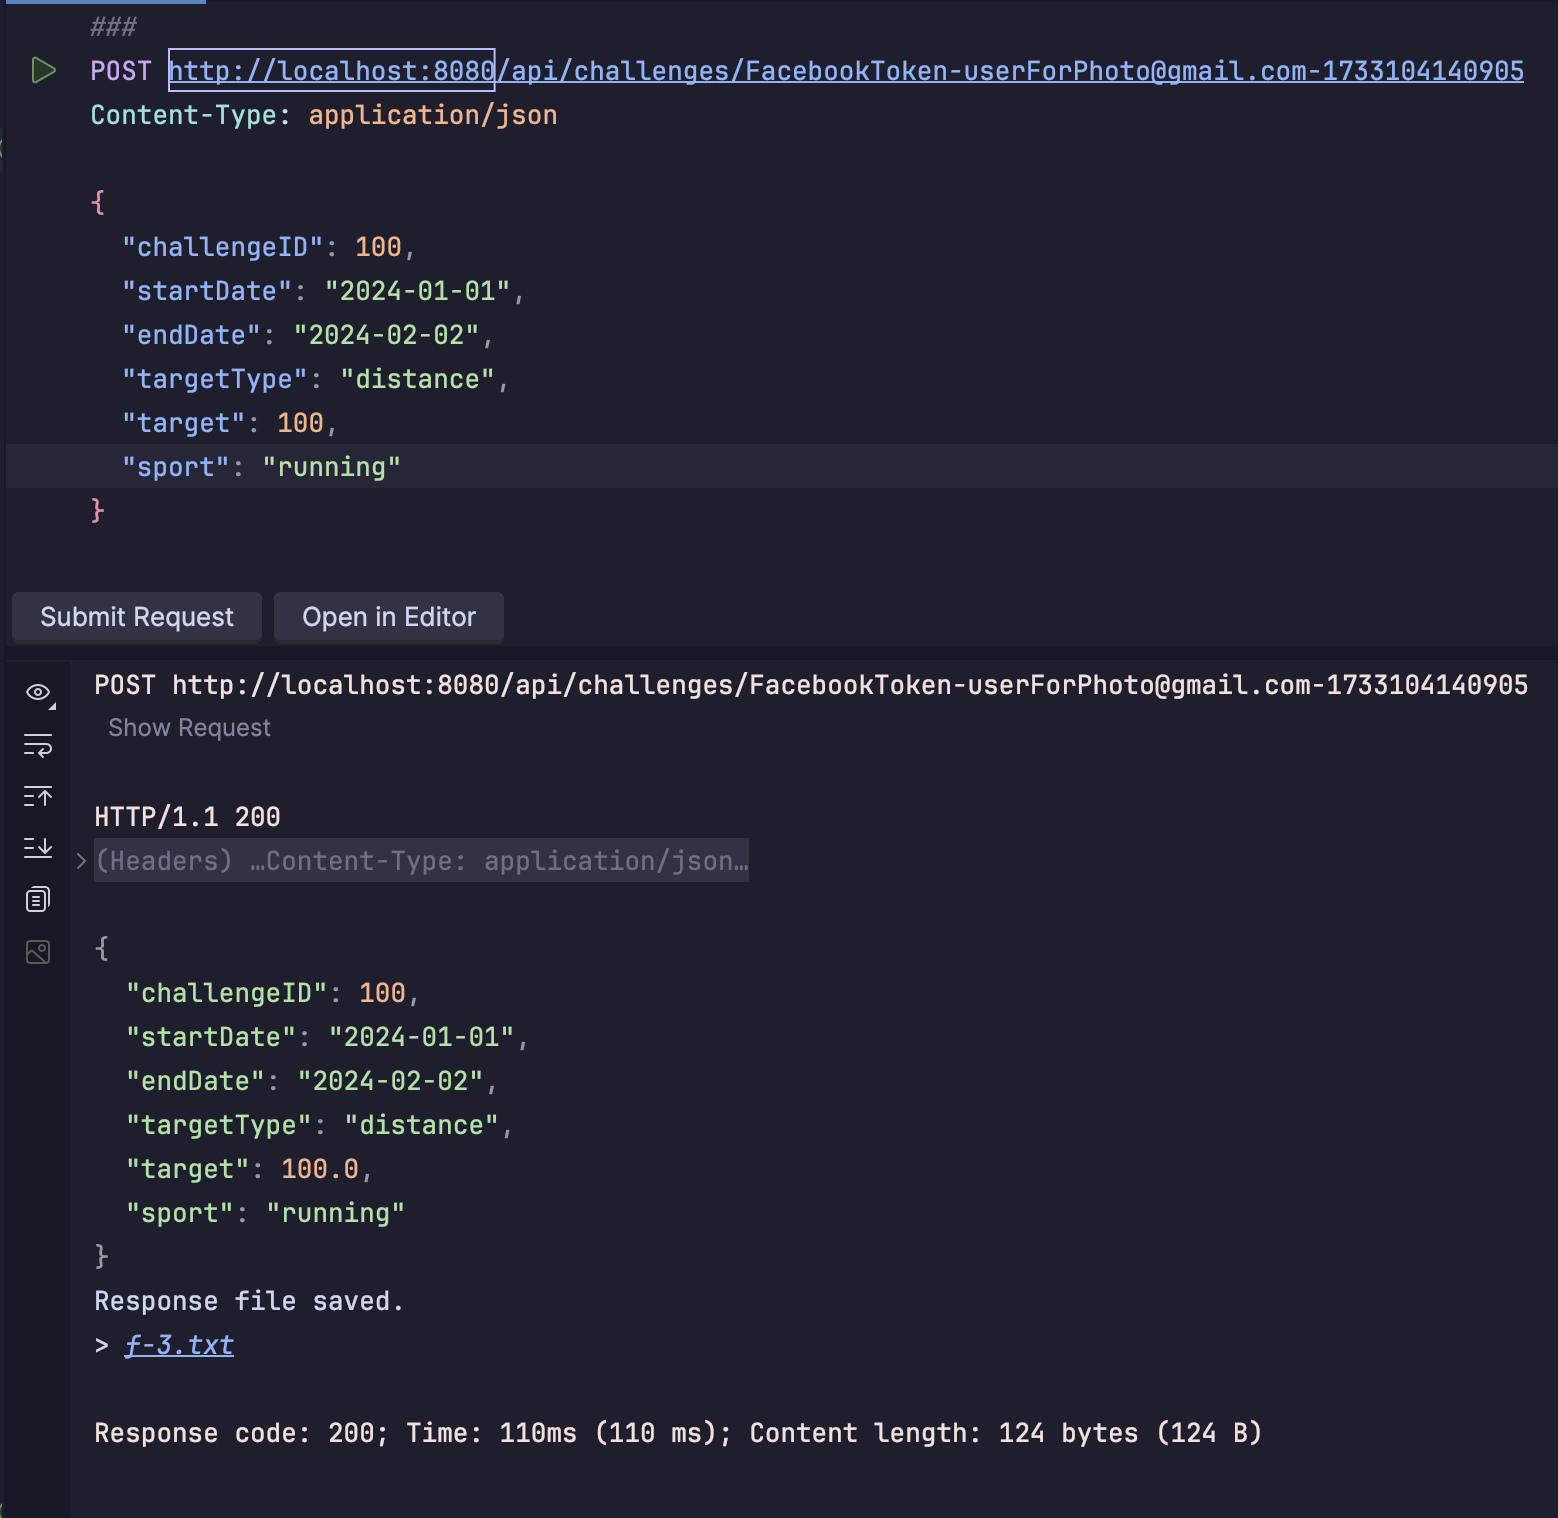 ###
POST http://localhost:8080/api/challenges/FacebookToken-userForPhoto@gmail.com-1733104140905
Content-Type: application/json
{
"challengeID": 100,
"startDate": "2024-01-01",
"endDate": "2024-02-02",
"targetType": "distance",
"target": 100,
"sport": "running"
}
Submit Request
Open in Editor
POST http://localhost:8080/api/challenges/FacebookToken-userForPhoto@gmail.com-1733104140905
Show Request
HTTP/1.1 200
(Headers) …Content-Type: application/json…
{
"challengeID": 100,
"startDate": "2024-01-01",
"endDate": "2024-02-02",
"targetType": "distance",
"target": 100.0,
"sport": "running"
}
Response file saved.
> f-3.txt
Response code: 200; Time: 110ms (110 ms); Content length: 124 bytes (124 B)